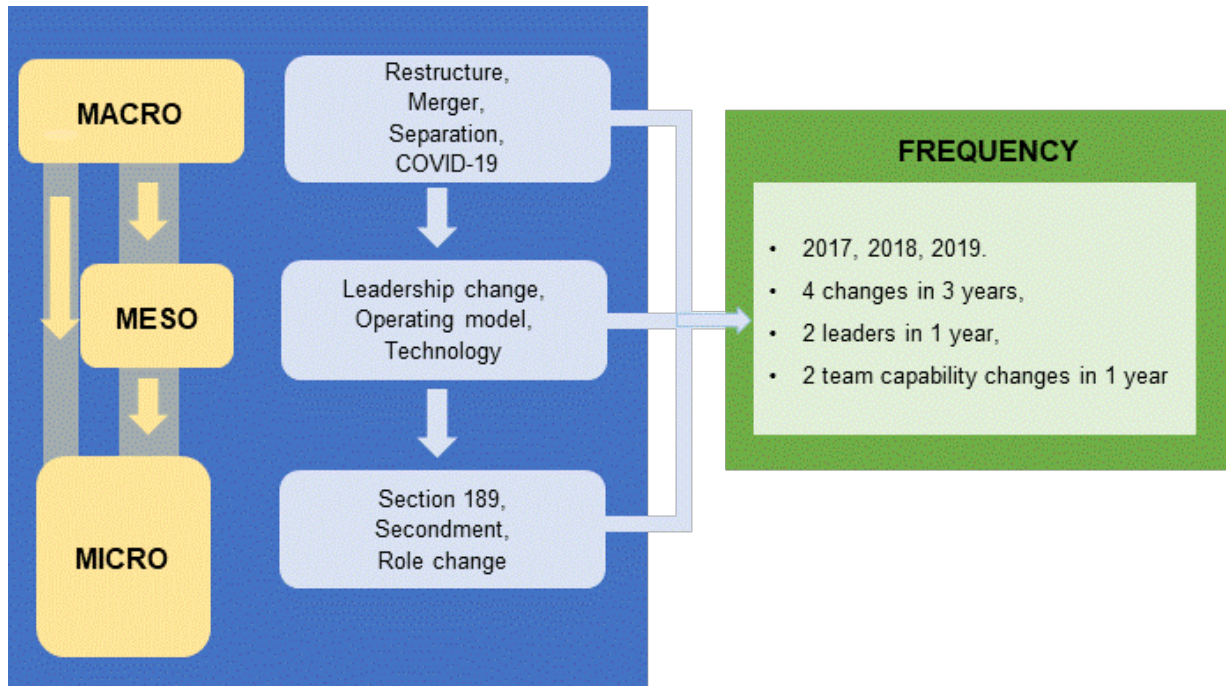 MACRO
Restructure,
Merger,
Separation,
COVID-19
MESO
Leadership change,
Operating model,
Technology
MICRO
Section 189,
Secondment,
Role change
FREQUENCY
• 2017, 2018, 2019.
• 4 changes in 3 years,
• 2 leaders in 1 year,
• 2 team capability changes in 1 year